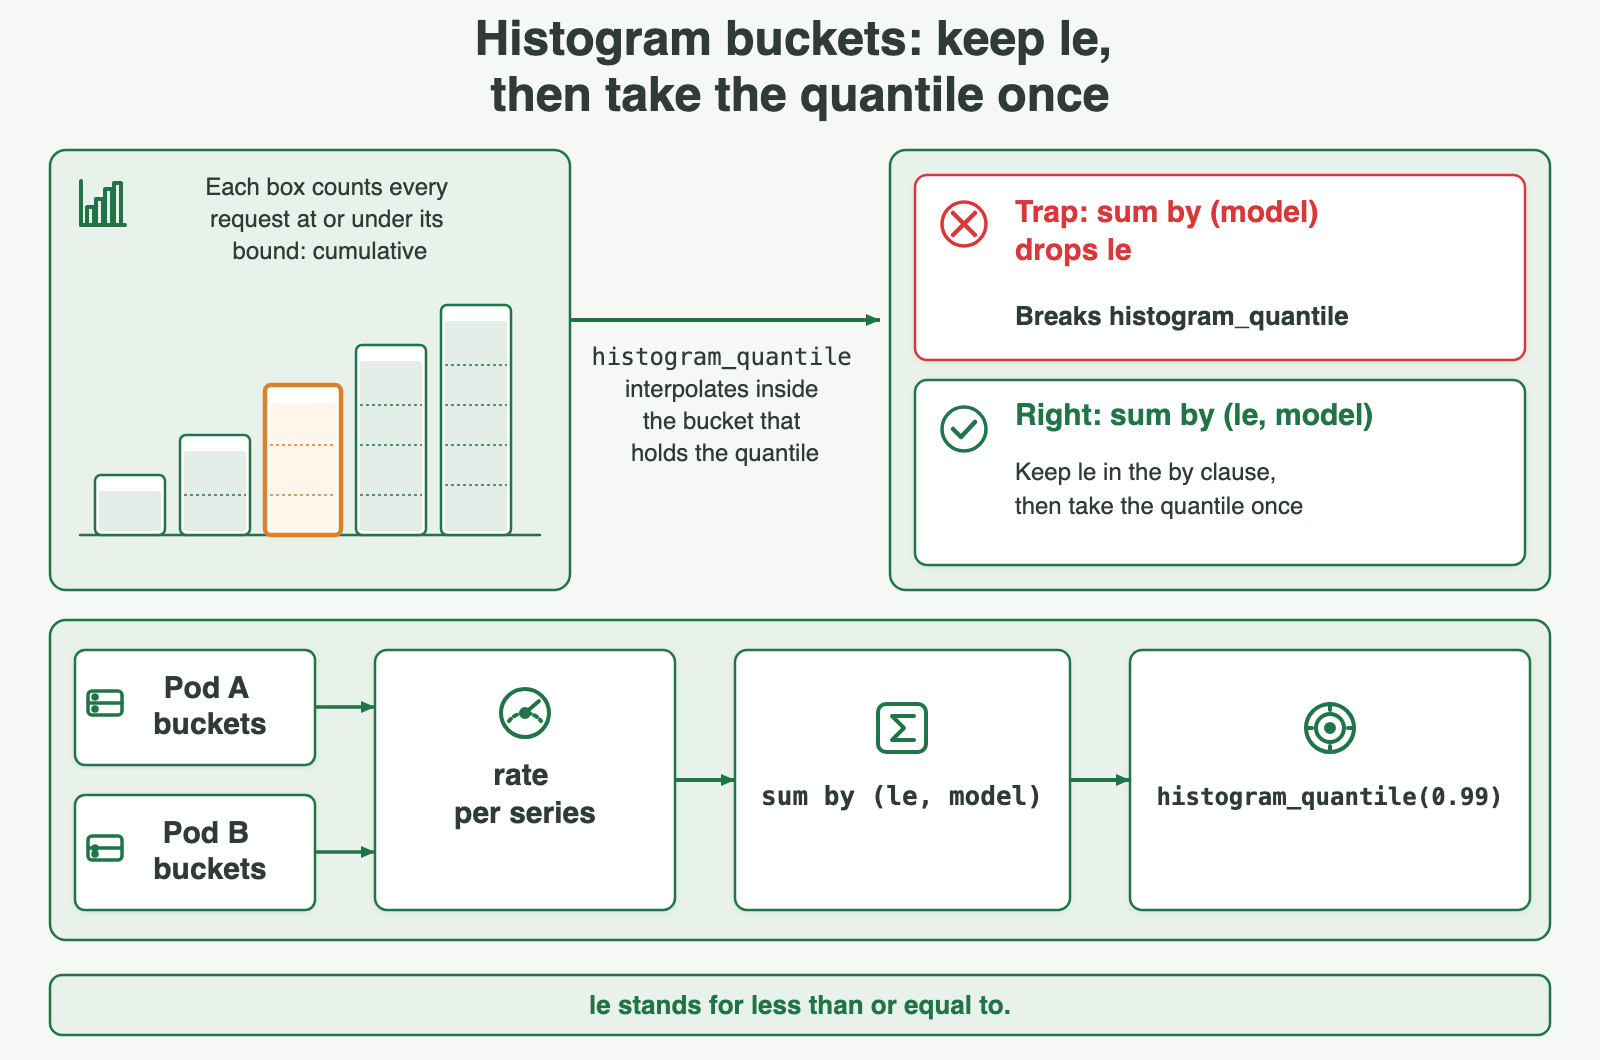 Histogram buckets: keep le,
then take the quantile once
Each box counts every
request at or under its
bound: cumulative
histogram_quantile
interpolates inside
the bucket that
holds the quantile
Trap: sum by (model)
drops le
Breaks histogram_quantile
Right: sum by (le, model)
Keep le in the by clause,
then take the quantile once
Pod A
buckets
Pod B
buckets
rate
per series
Σ
sum by (le, model)
histogram_quantile(0.99)
le stands for less than or equal to.